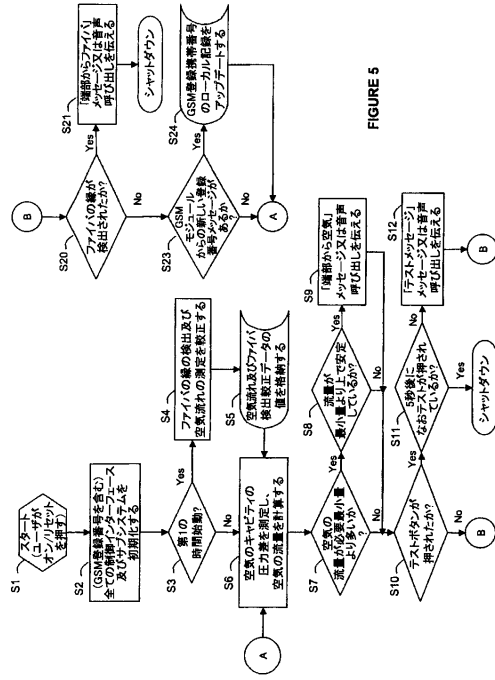 S1
スタート
(ユーザが
オン/リセット
を押す)
S2
(GSM登録番号を含む)
全ての制御インターフェース
及びサブシステムを
初期化する
S3
第1の
時間始動?
Yes
No
S4
ファイバの縁の検出及び
空気流れの測定を較正する
S5
空気流れ及びファイバ
検出較正データの
値を格納する
A
S6
空気のキャビティの
圧力差を測定し、
空気の流量を計算する
S7
空気の
流量が必要最小量
より多いか?
Yes
No
S8
流量が
最小量より上で安定
しているか?
Yes
No
S9
「端部から空気」
メッセージ又は音声
呼び出しを伝える
S10
テストボタンが
押されたか?
Yes
No
B
S11
5秒後に
なおテストが押され
ているか?
Yes
シャットダウン
No
S12
「テストメッセージ」
メッセージ又は音声
呼び出しを伝える
B
B
S20
ファイバの縁が
検出されたか?
Yes
No
S21
「端部からファイバ」
メッセージ又は音声
呼び出しを伝える
シャットダウン
S23
GSM
モジュール
からの新しい登録
番号メッセージが
あるか?
Yes
No
S24
GSM登録携帯番号
のローカル記録を
アップデートする
A
FIGURE 5